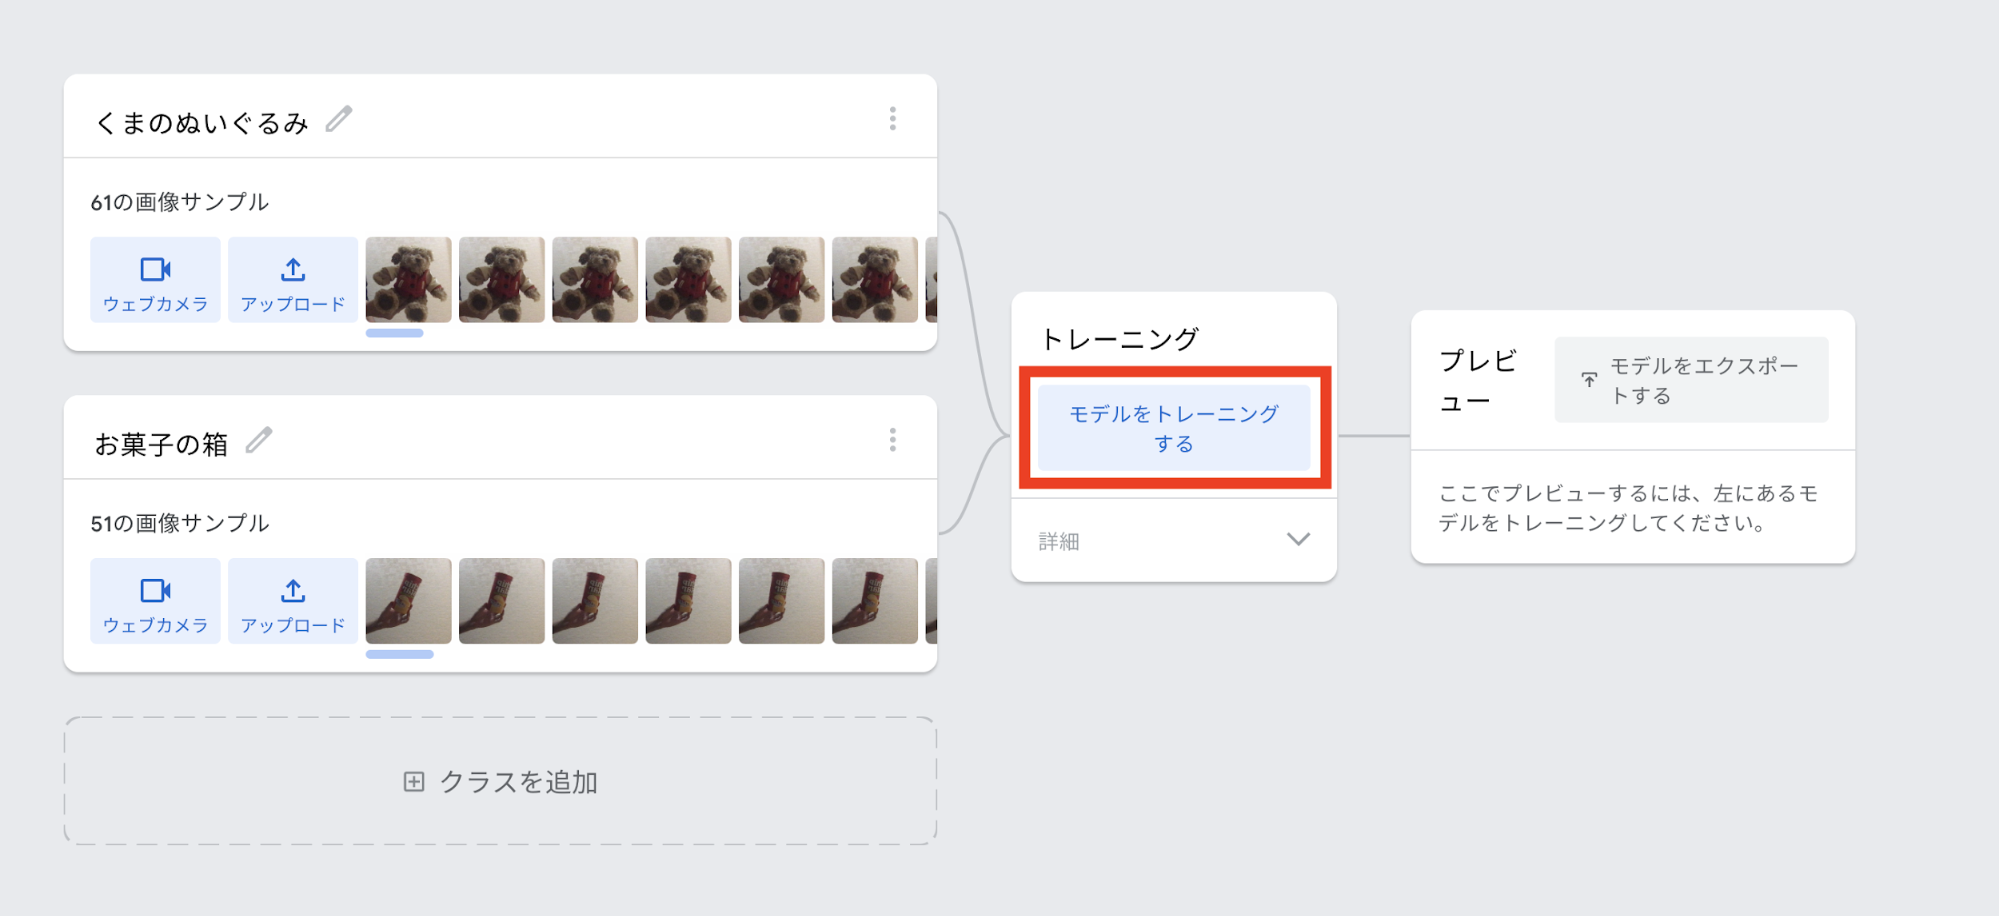 くまのぬいぐるみ
61の画像サンプル
ウェブカメラ
アップロード
お菓子の箱
51の画像サンプル
ウェブカメラ
アップロード
クラスを追加
トレーニング
モデルをトレーニング
する
詳細
プレビ
ュー
モデルをエクスポー
トする
ここでプレビューするには、左にあるモ
デルをトレーニングしてください。